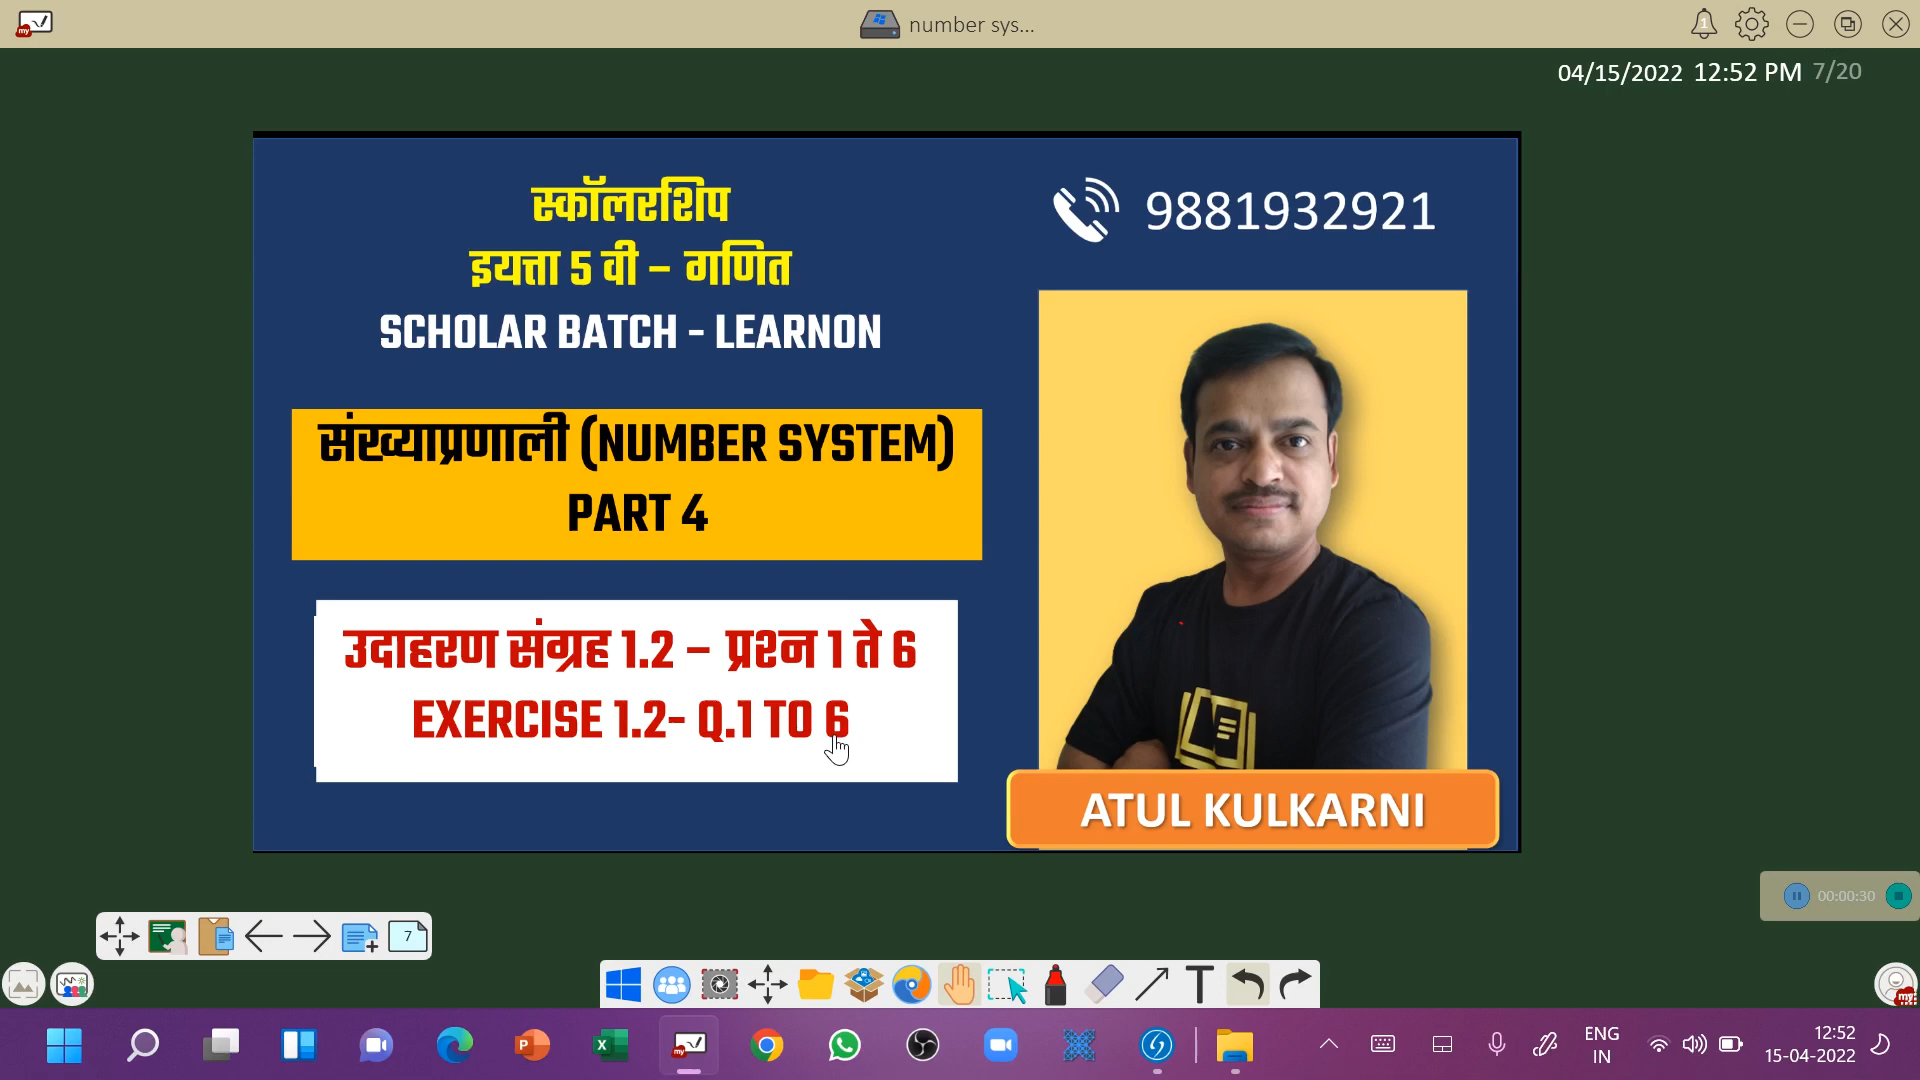 number sys...
04/15/2022 12:52 PM 7/20
स्कॉलरशिप
इयत्ता 5 वी – गणित
SCHOLAR BATCH - LEARNON
9881932921
संख्याप्रणाली (NUMBER SYSTEM)
PART 4
उदाहरण संग्रह 1.2 – प्रश्न 1 ते 6
EXERCISE 1.2- Q.1 TO 6
ATUL KULKARNI
00:00:30
7
ENG
IN
12:52
15-04-2022